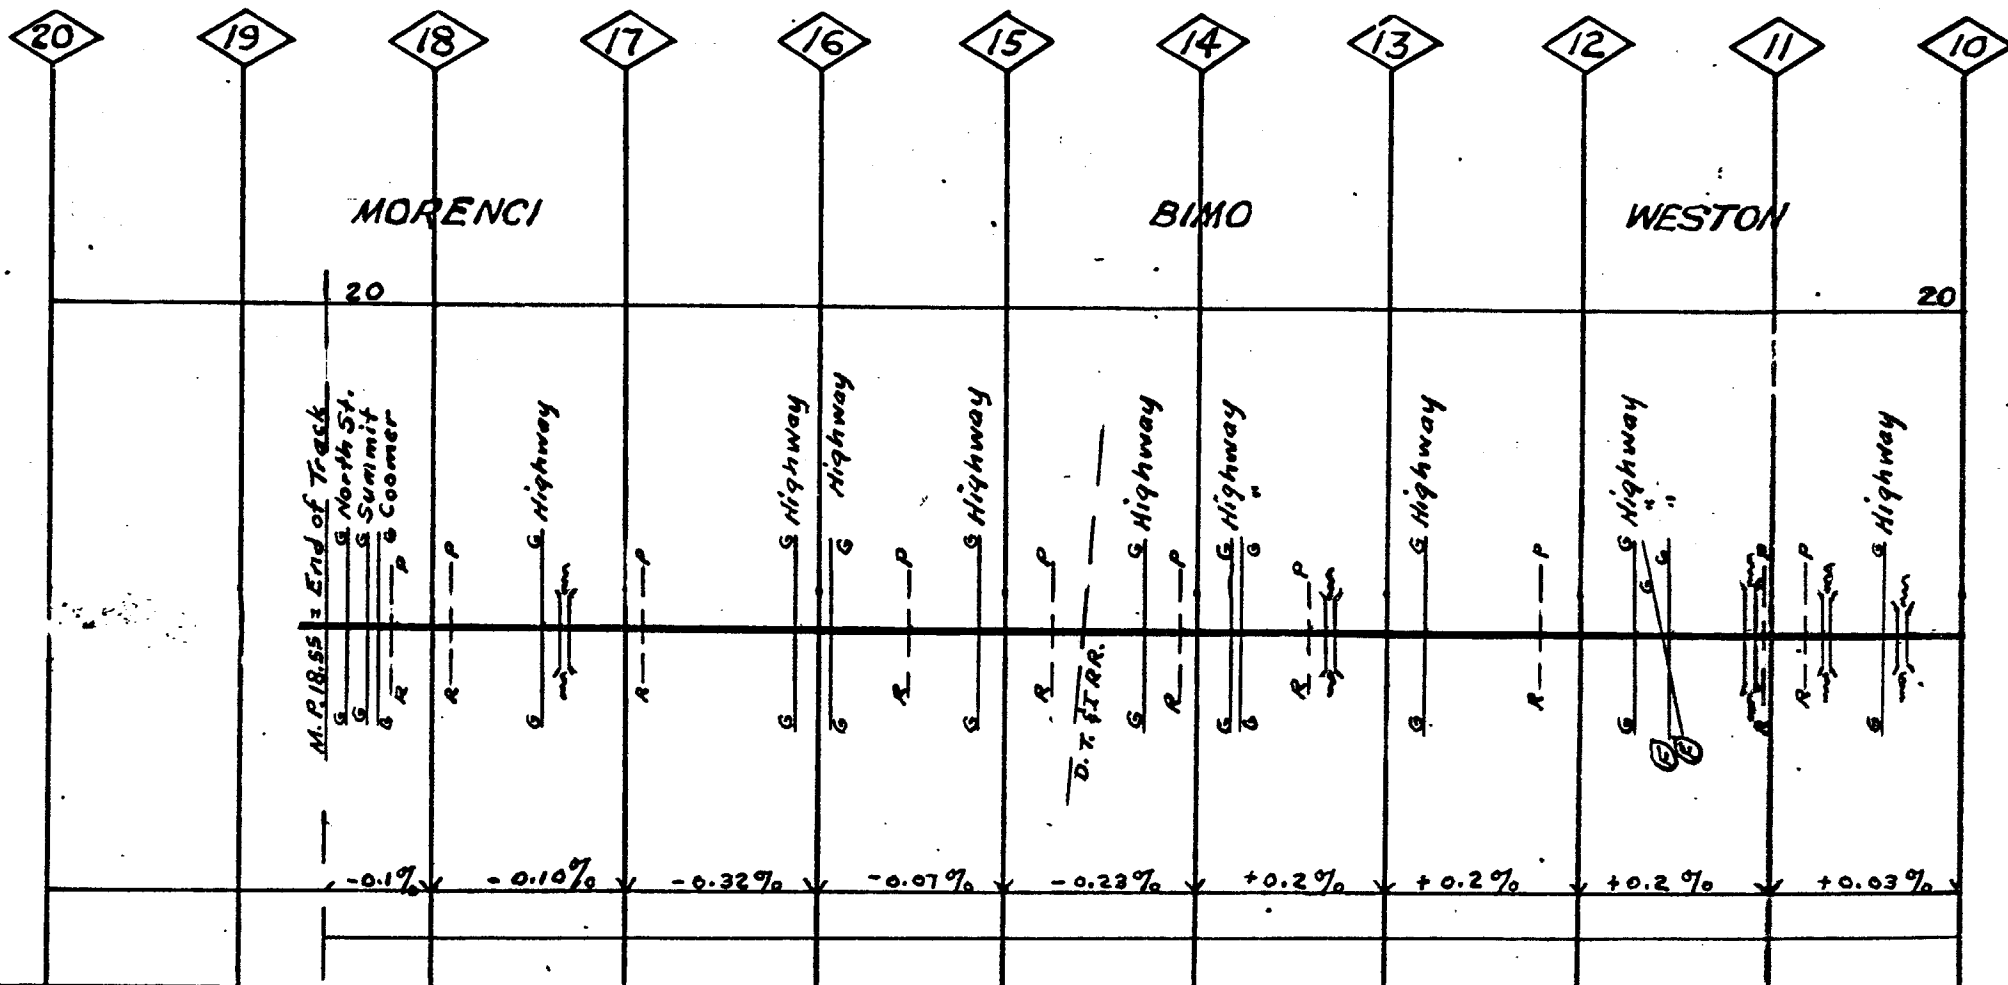 20 19 18 17 16 15 14 13 12 11 10
MORENCI BIMO WESTON
20 20
M.P. 18.55 = End of Track
G North St. G
G Summit G
G Coomer G
P R
P R
G Highway G
P R
G Highway G
Highway G G
P R
G Highway G
P R
D. T. & I RR.
G Highway G
P R
G Highway G
" G G
P R
G Highway G
P R
G Highway G
" G E
" G E
P R
P R
G Highway G
-0.1% -0.10% -0.32% -0.07% -0.23% +0.2% +0.2% +0.2% +0.03%